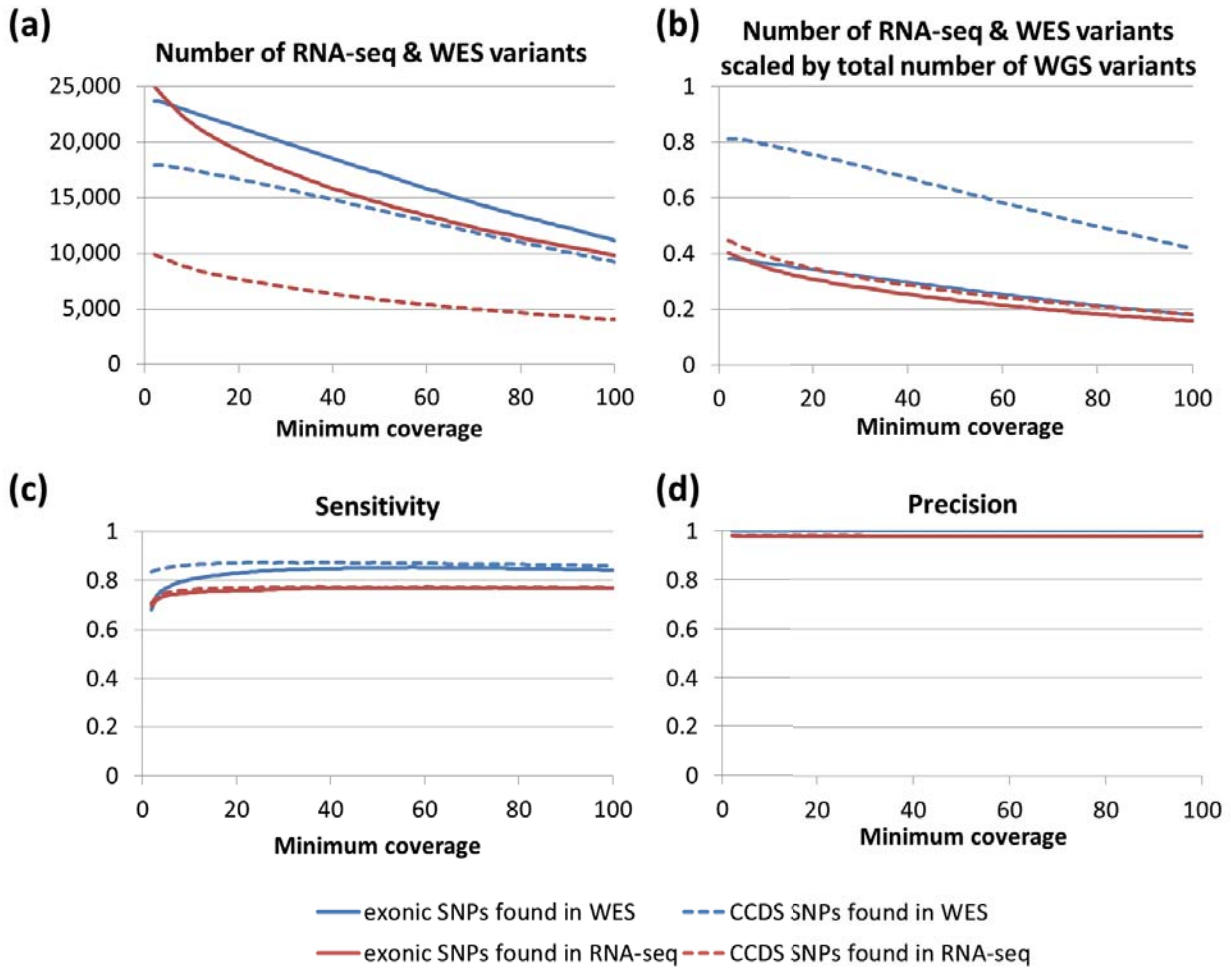 (a)
Number of RNA-seq & WES variants
25,000
20,000
15,000
10,000
5,000
0
0 20 40 60 80 100
Minimum coverage
(b)
Number of RNA-seq & WES variants
scaled by total number of WGS variants
1
0.8
0.6
0.4
0.2
0
0 20 40 60 80 100
Minimum coverage
(c)
Sensitivity
1
0.8
0.6
0.4
0.2
0
0 20 40 60 80 100
Minimum coverage
(d)
Precision
1
0.8
0.6
0.4
0.2
0
0 20 40 60 80 100
Minimum coverage
exonic SNPs found in WES
CCDS SNPs found in WES
exonic SNPs found in RNA-seq
CCDS SNPs found in RNA-seq